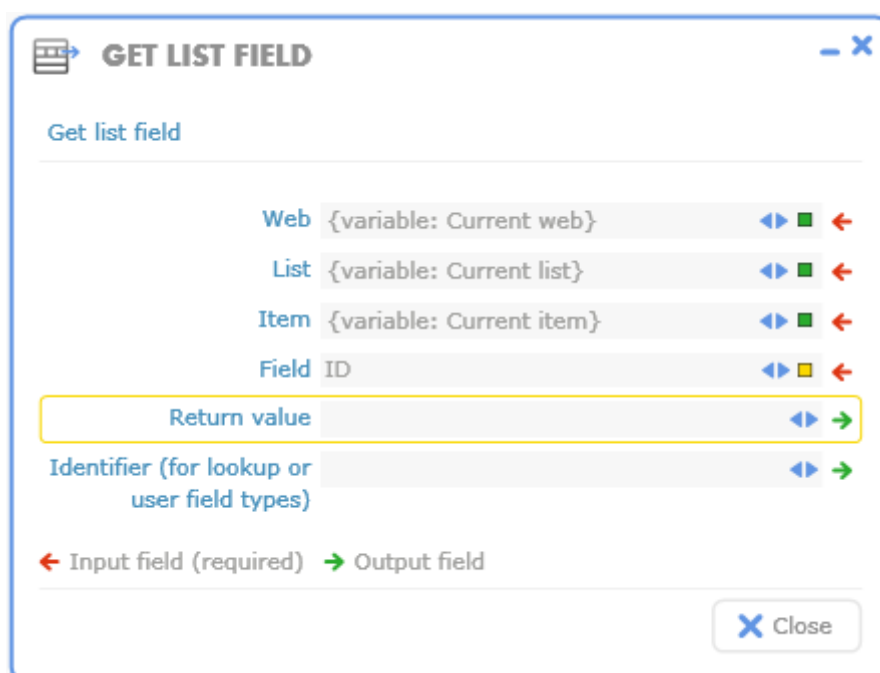 GET LIST FIELD
Get list field
Web {variable: Current web}
List {variable: Current list}
Item {variable: Current item}
Field ID
Return value
Identifier (for lookup or
user field types)
Input field (required) Output field
Close